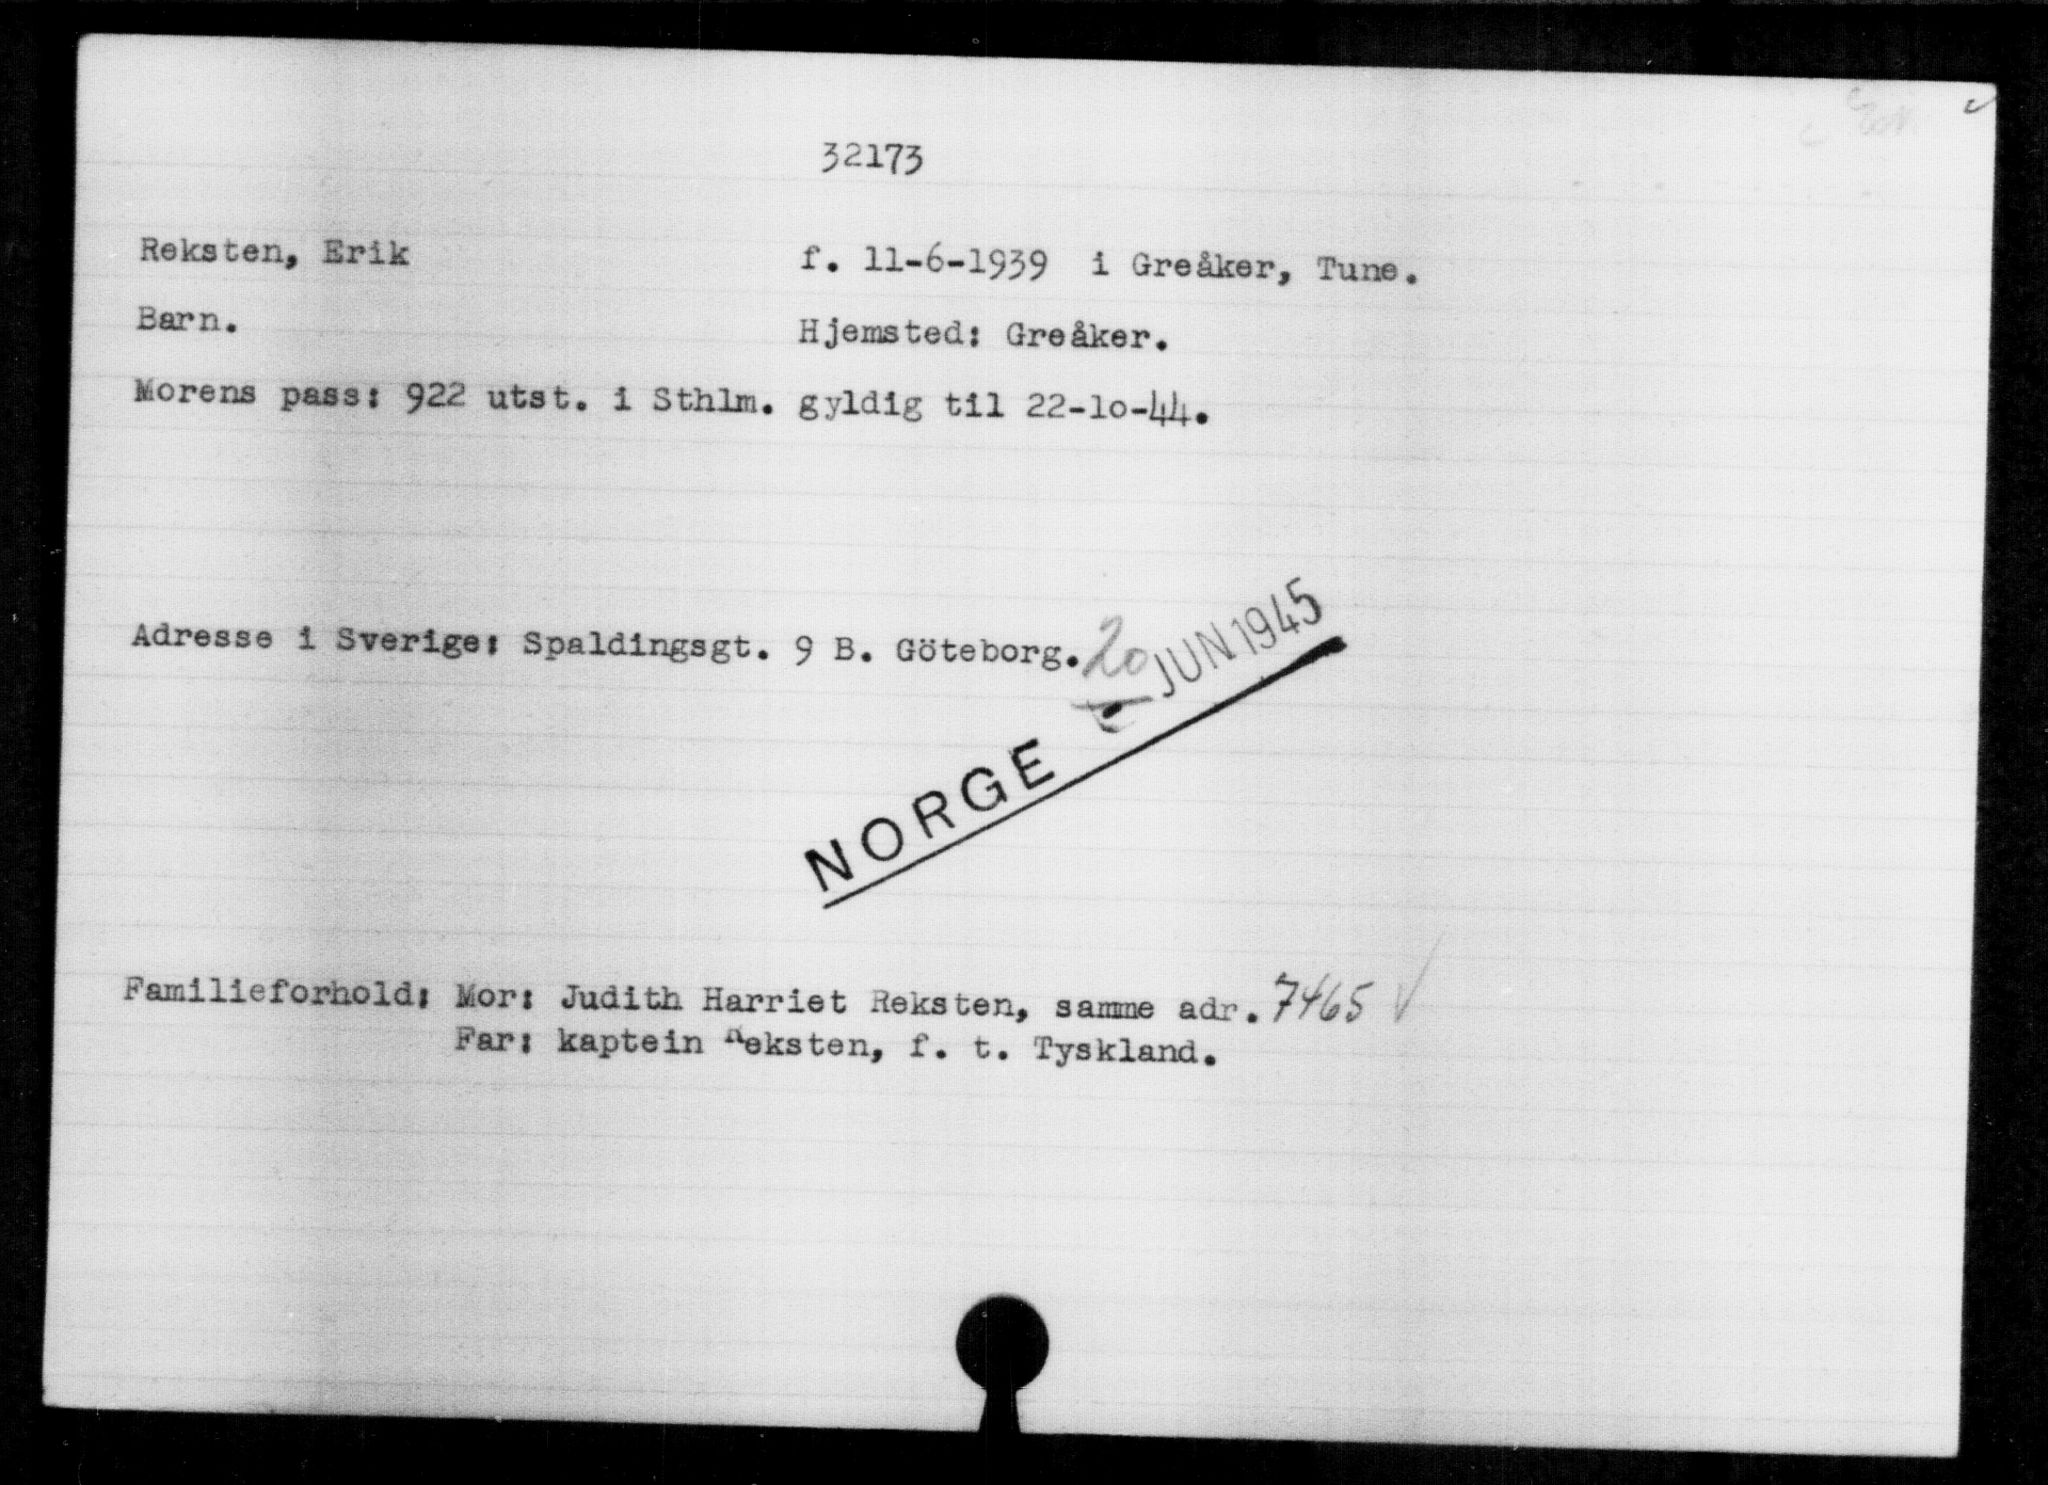 32173
Reksten, Erik f. 11-6-1939 i Greåker, Tune.
Barn. Hjemsted: Greåker.
Morens pass: 922 utst. i Sthlm. gyldig til 22-10-44.
Adresse i Sverige: Spaldingsgt. 9 B. Göteborg.
20 JUN 1945
NORGE
Familieforhold: Mor: Judith Harriet Reksten, samme adr. 7465 ✓
Far: kaptein Reksten, f. t. Tyskland.